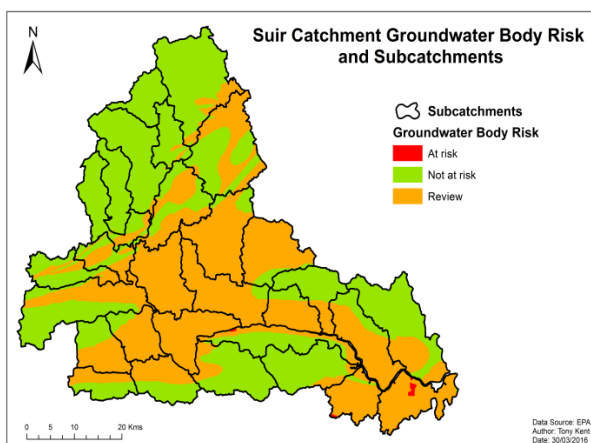 Suir Catchment Groundwater Body Risk
and Subcatchments
N
Subcatchments
Groundwater Body Risk
At risk
Not at risk
Review
0 5 10 20 Kms
Data Source: EPA
Author: Tony Kent
Date: 30/03/2016